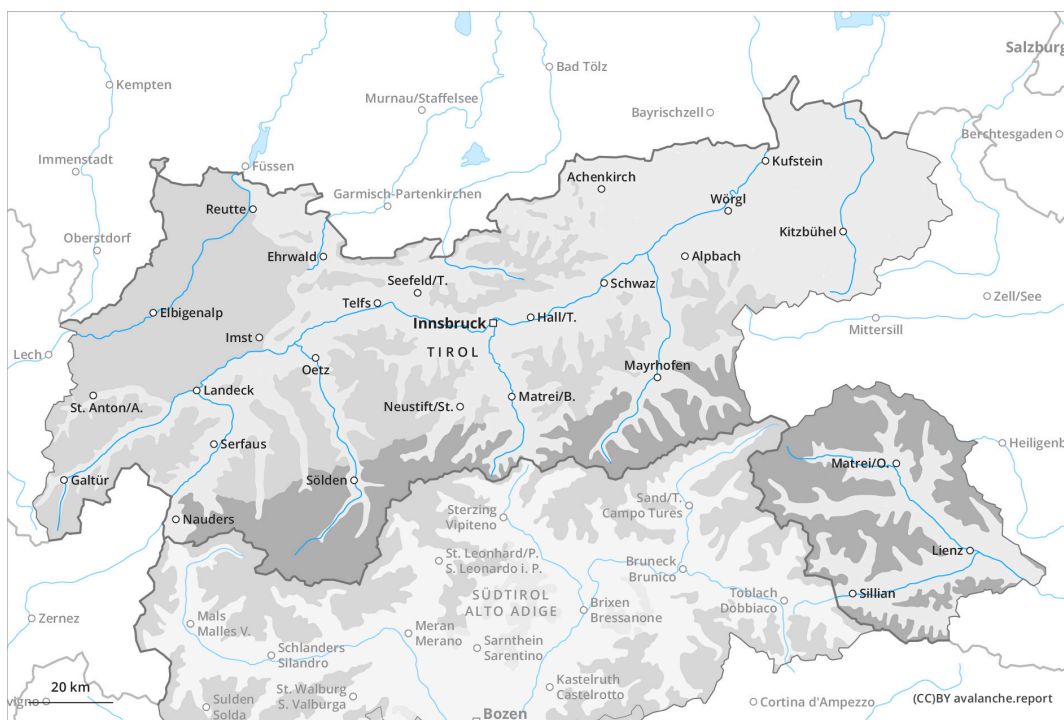 Salzburg
Kempten
Bad Tölz
Murnau/Staffelsee
Bayrischzell
Berchtesgaden
Immenstadt
Füssen
Kufstein
Achenkirch
Garmisch-Partenkirchen
Wörgl
Reutte
Kitzbühel
Oberstdorf
Ehrwald
Alpbach
Seefeld/T.
Schwaz
Zell/See
Telfs
Elbigenalp
Innsbruck
Hall/T.
Mittersill
Imst
TIROL
Lech
Oetz
Mayrhofen
Landeck
St. Anton/A.
Neustift/St.
Matrei/B.
Serfaus
Heiligenb
Matrei/O.
Galtür
Sölden
Sand/T.
Campo Tures
Sterzing
Vipiteno
Nauders
Lienz
St. Leonhard/P.
S. Leonardo i. P.
Bruneck
Brunico
SÜDTIROL
ALTO ADIGE
Sillian
Toblach
Dobbiaco
Brixen
Bressanone
Zernez
Mals
Malles V.
Meran
Merano
Sarnthein
Sarentino
Schlanders
Silandro
20 km
Kastelruth
Castelrotto
St. Walburg
S. Valburga
vigno
Sulden
Solda
Cortina d'Ampezzo
(CC)BY avalanche.report
Bozen